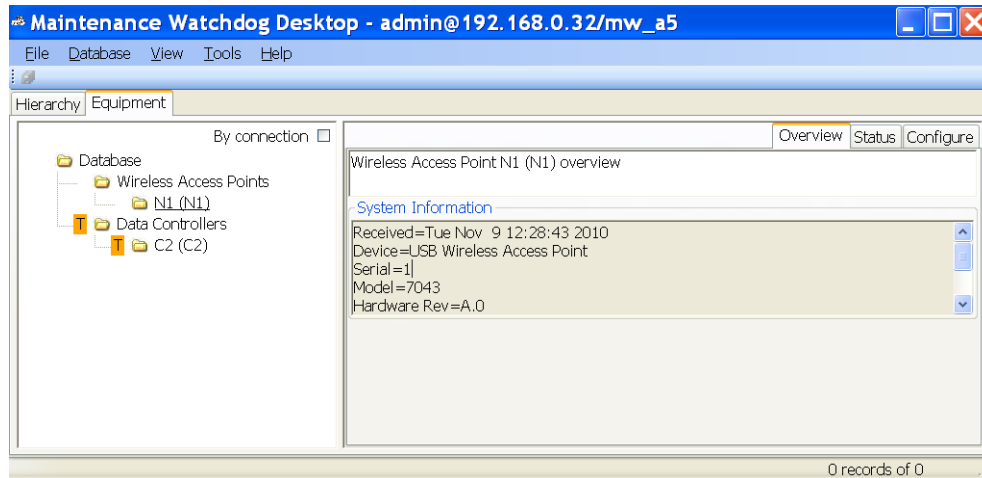 Maintenance Watchdog Desktop - admin@192.168.0.32/mw_a5
File Database View Tools Help
Hierarchy Equipment
By connection
Overview Status Configure
Database
Wireless Access Points
N1 (N1)
T Data Controllers
T C2 (C2)
Wireless Access Point N1 (N1) overview
System Information
Received=Tue Nov 9 12:28:43 2010
Device=USB Wireless Access Point
Serial=1
Model=7043
Hardware Rev=A.0
0 records of 0